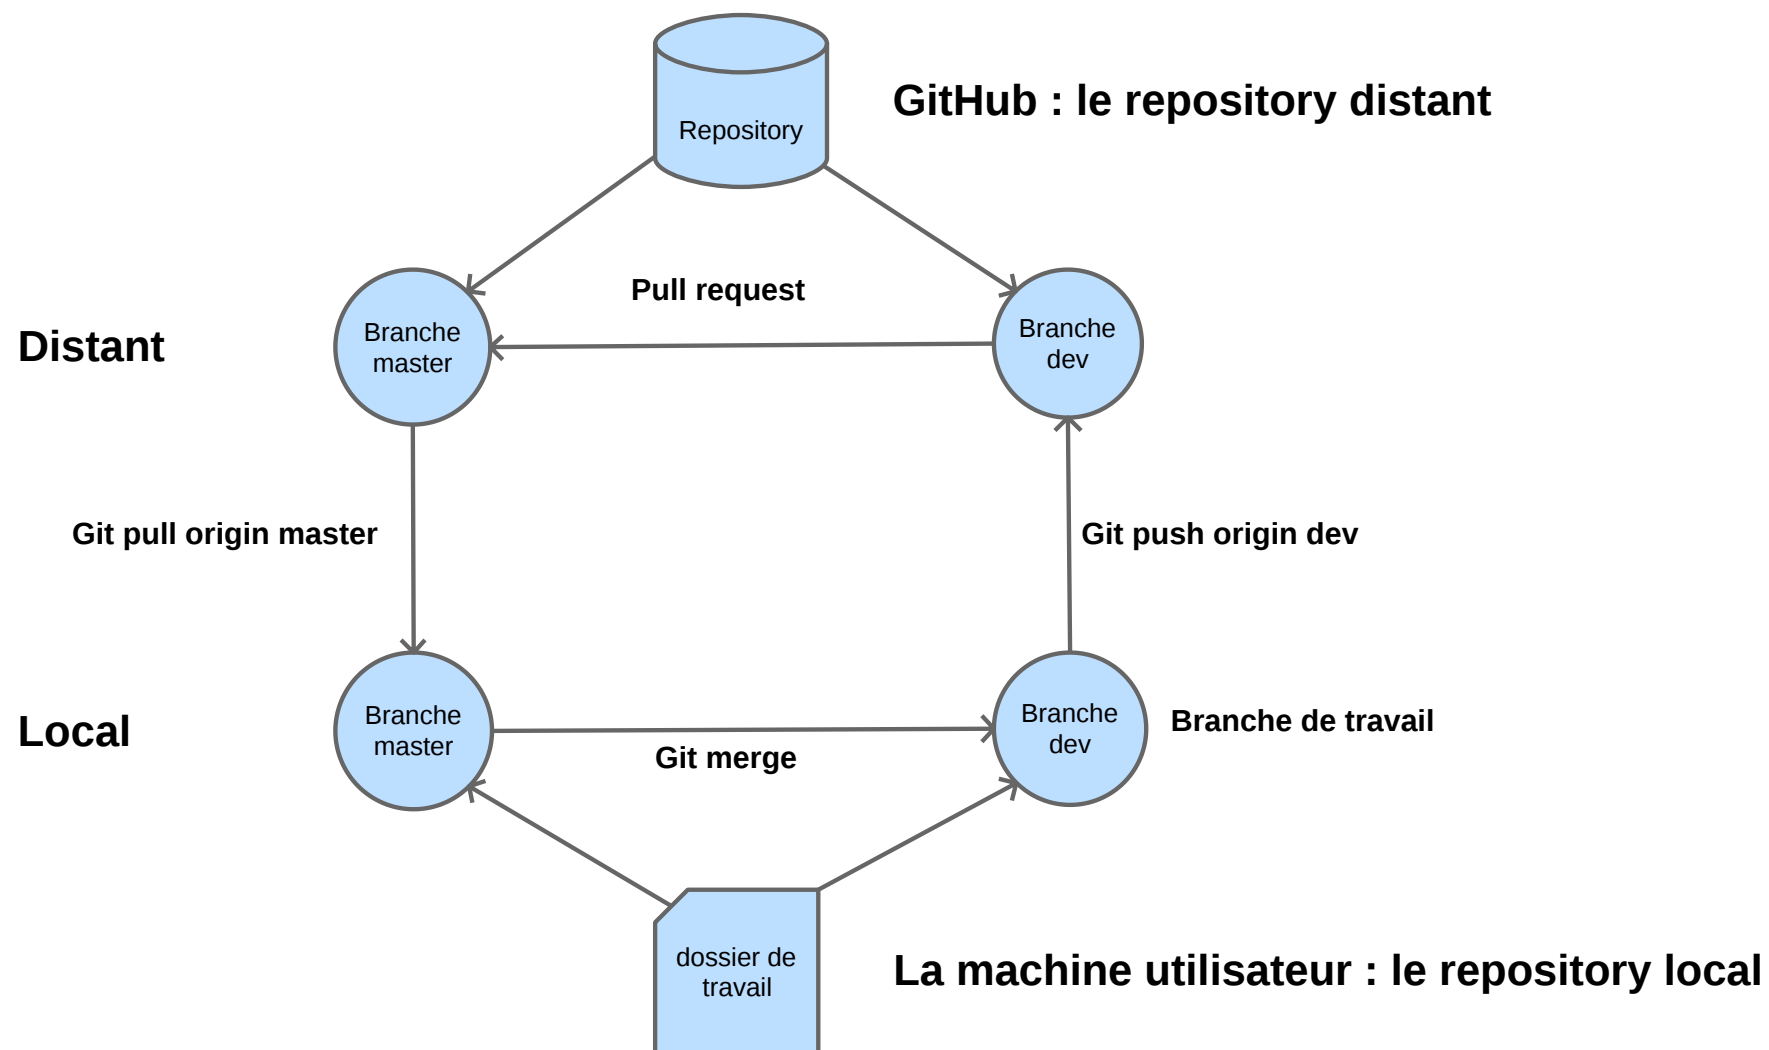 GitHub : le repository distant
Repository
Pull request
Distant
Branche
master
Branche
dev
Git pull origin master
Git push origin dev
Local
Branche
master
Branche
dev
Branche de travail
Git merge
dossier de
travail
La machine utilisateur : le repository local